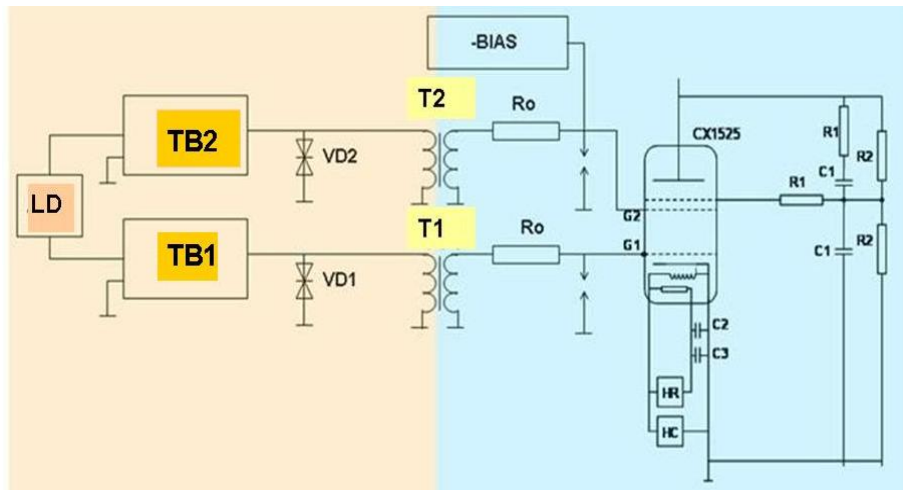 -BIAS
T2
Ro
CX1525
TB2
VD2
R1
R2
C1
R1
.LD
G2
T1
Ro
G1
C1
R2
TB1
VD1
C2
C3
HR
HC